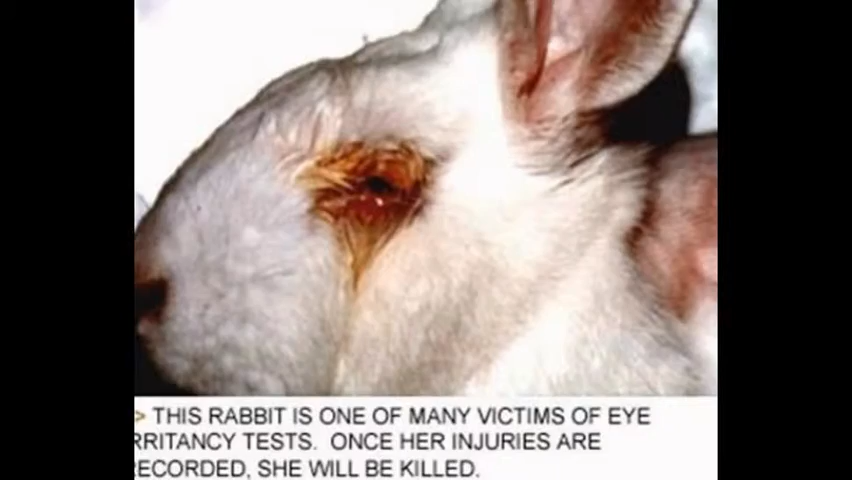 > THIS RABBIT IS ONE OF MANY VICTIMS OF EYE
RRITANCY TESTS. ONCE HER INJURIES ARE
RECORDED, SHE WILL BE KILLED.